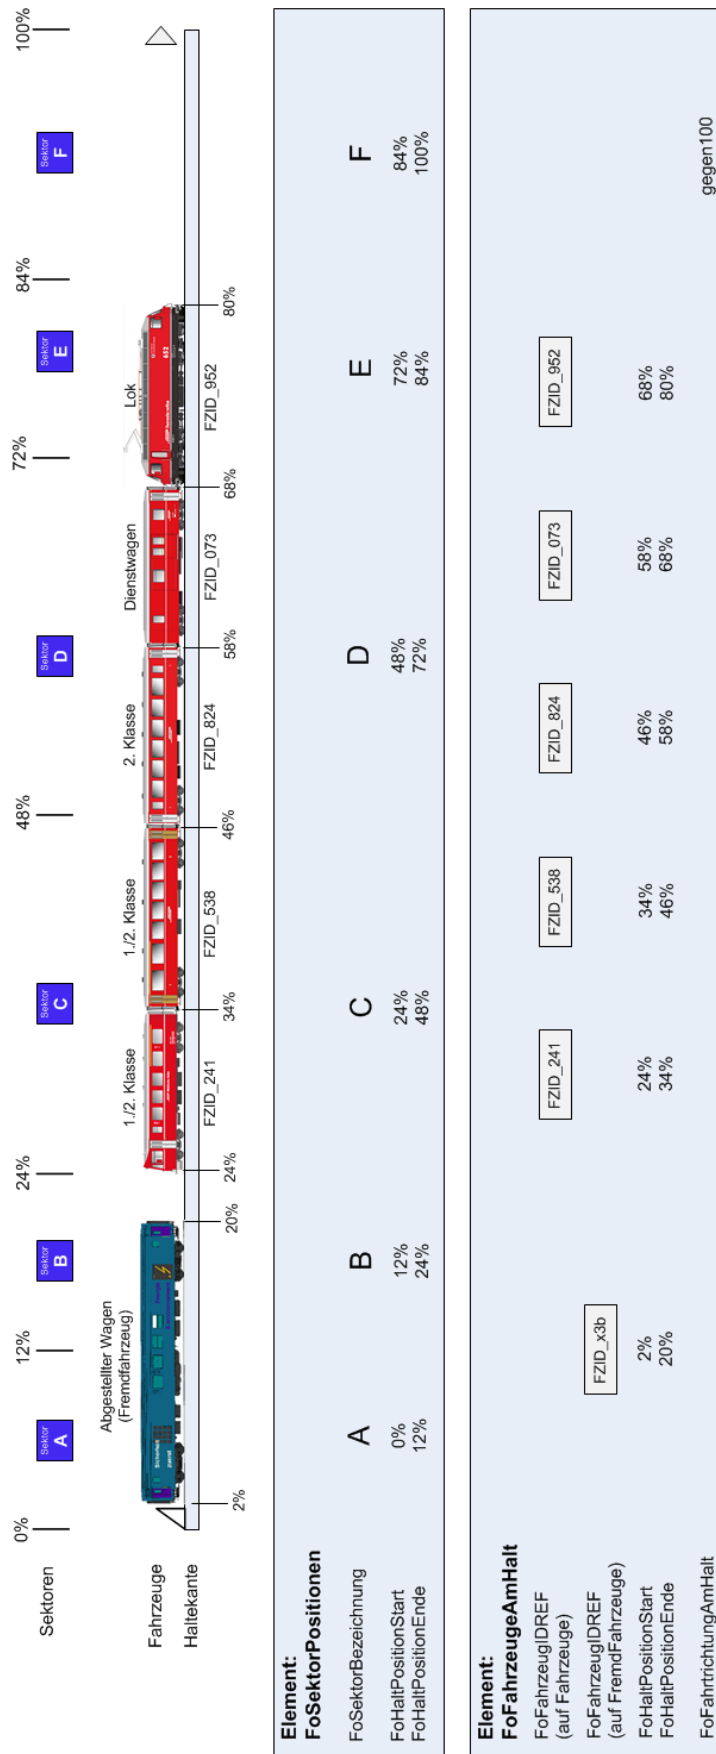 0% 12% 24% 48% 72% 84% 100%
Sektoren
Sektor A
Sektor B
Sektor C
Sektor D
Sektor E
Sektor F
Abgestellter Wagen
(Fremdfahrzeug)
1./2. Klasse
1./2. Klasse
2. Klasse
Dienstwagen
Lok
Fahrzeuge
Sicherheit
652
Haltekante
FZID_241
FZID_538
FZID_824
FZID_073
FZID_952
2% 20% 24% 34% 46% 58% 68% 80%
Element:
FoSektorPositionen
FoSektorBezeichnung
A B C D E F
FoHaltPositionStart 0% 12% 24% 48% 72% 84%
FoHaltPositionEnde 12% 24% 48% 72% 84% 100%
Element:
FoFahrzeugeAmHalt
FoFahrzeugIDREF
(auf Fahrzeuge)
FZID_241 FZID_538 FZID_824 FZID_073 FZID_952
FoFahrzeugIDREF
(auf FremdFahrzeuge)
FZID_x3b
FoHaltPositionStart 2% 24% 34% 46% 58% 68%
FoHaltPositionEnde 20% 34% 46% 58% 68% 80%
FoFahrtrichtungAmHalt gegen100